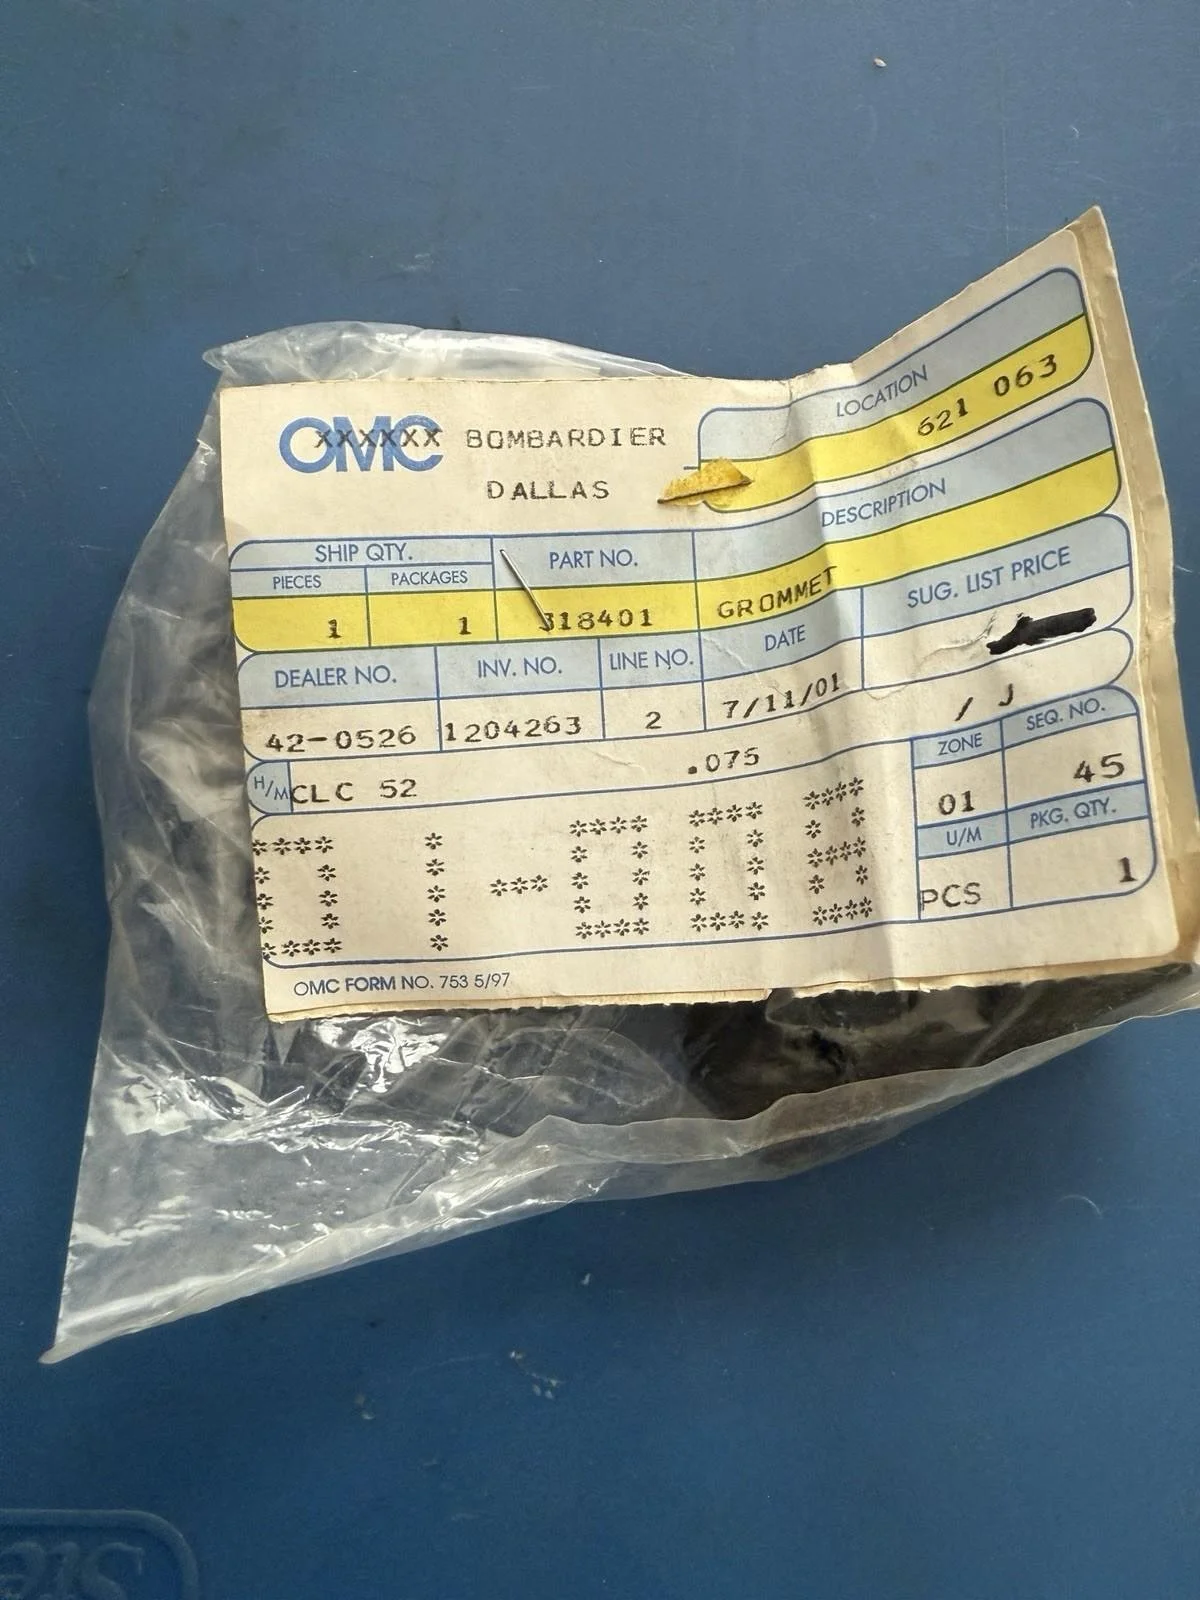 OMC XXXXXX BOMBARDIER
DALLAS
LOCATION
621 063
SHIP QTY.
PIECES PACKAGES
1 1
PART NO.
318401
DESCRIPTION
GROMMET
DEALER NO. INV. NO. LINE NO. DATE SUG. LIST PRICE
42-0526 1204263 2 7/11/01
/ J
H/M CLC 52 .075
ZONE SEQ. NO.
01 45
U/M PKG. QTY.
PCS 1
OMC FORM NO. 753 5/97